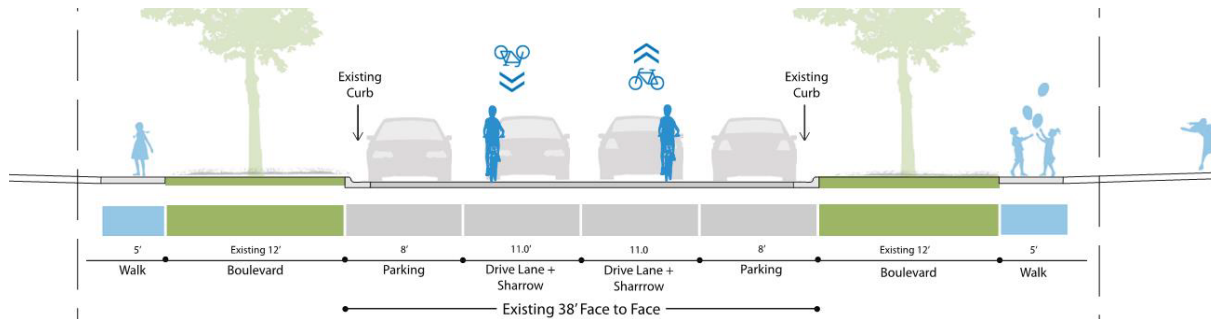 Existing
Curb
Existing
Curb
5'
Existing 12'
8'
11.0'
11.0
8'
Existing 12'
5'
Walk
Boulevard
Parking
Drive Lane +
Sharrow
Drive Lane +
Sharrrow
Parking
Boulevard
Walk
Existing 38' Face to Face